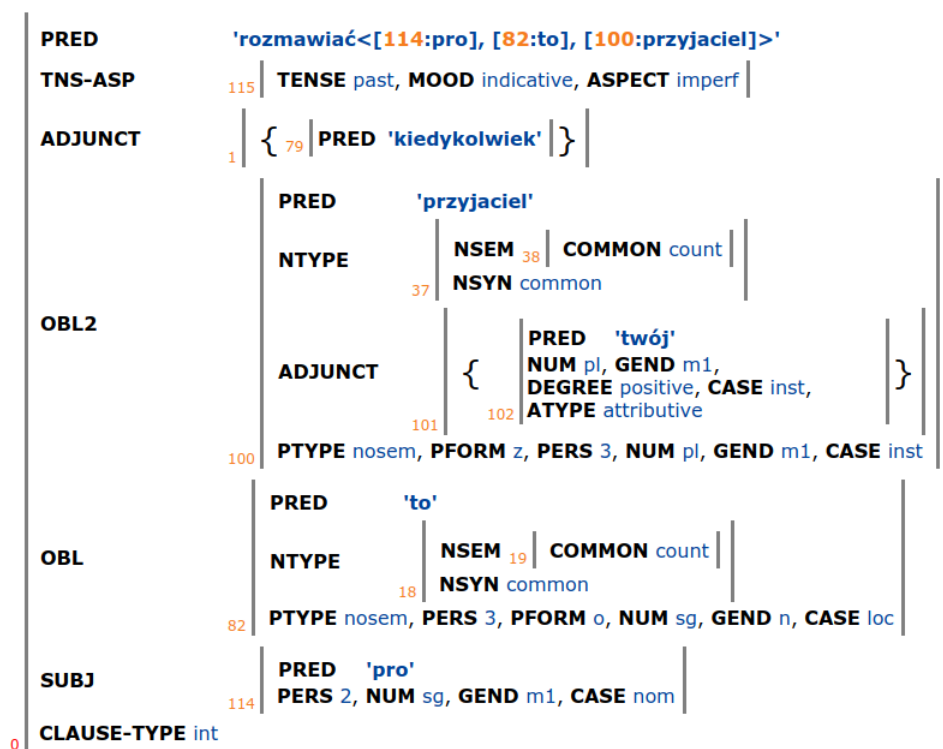 PRED 'rozmawiać<[114:pro], [82:to], [100:przyjaciel]>'
TNS-ASP 115 TENSE past, MOOD indicative, ASPECT imperf
ADJUNCT 1 { 79 PRED 'kiedykolwiek' }
PRED 'przyjaciel'
NTYPE 37 NSEM 38 COMMON count
NSYN common
OBL2
ADJUNCT 101 { 102 PRED 'twój'
NUM pl, GEND m1,
DEGREE positive, CASE inst,
ATYPE attributive }
100 PTYPE nosem, PFORM z, PERS 3, NUM pl, GEND m1, CASE inst
PRED 'to'
OBL
NTYPE 18 NSEM 19 COMMON count
NSYN common
82 PTYPE nosem, PERS 3, PFORM o, NUM sg, GEND n, CASE loc
SUBJ 114 PRED 'pro'
PERS 2, NUM sg, GEND m1, CASE nom
0 CLAUSE-TYPE int